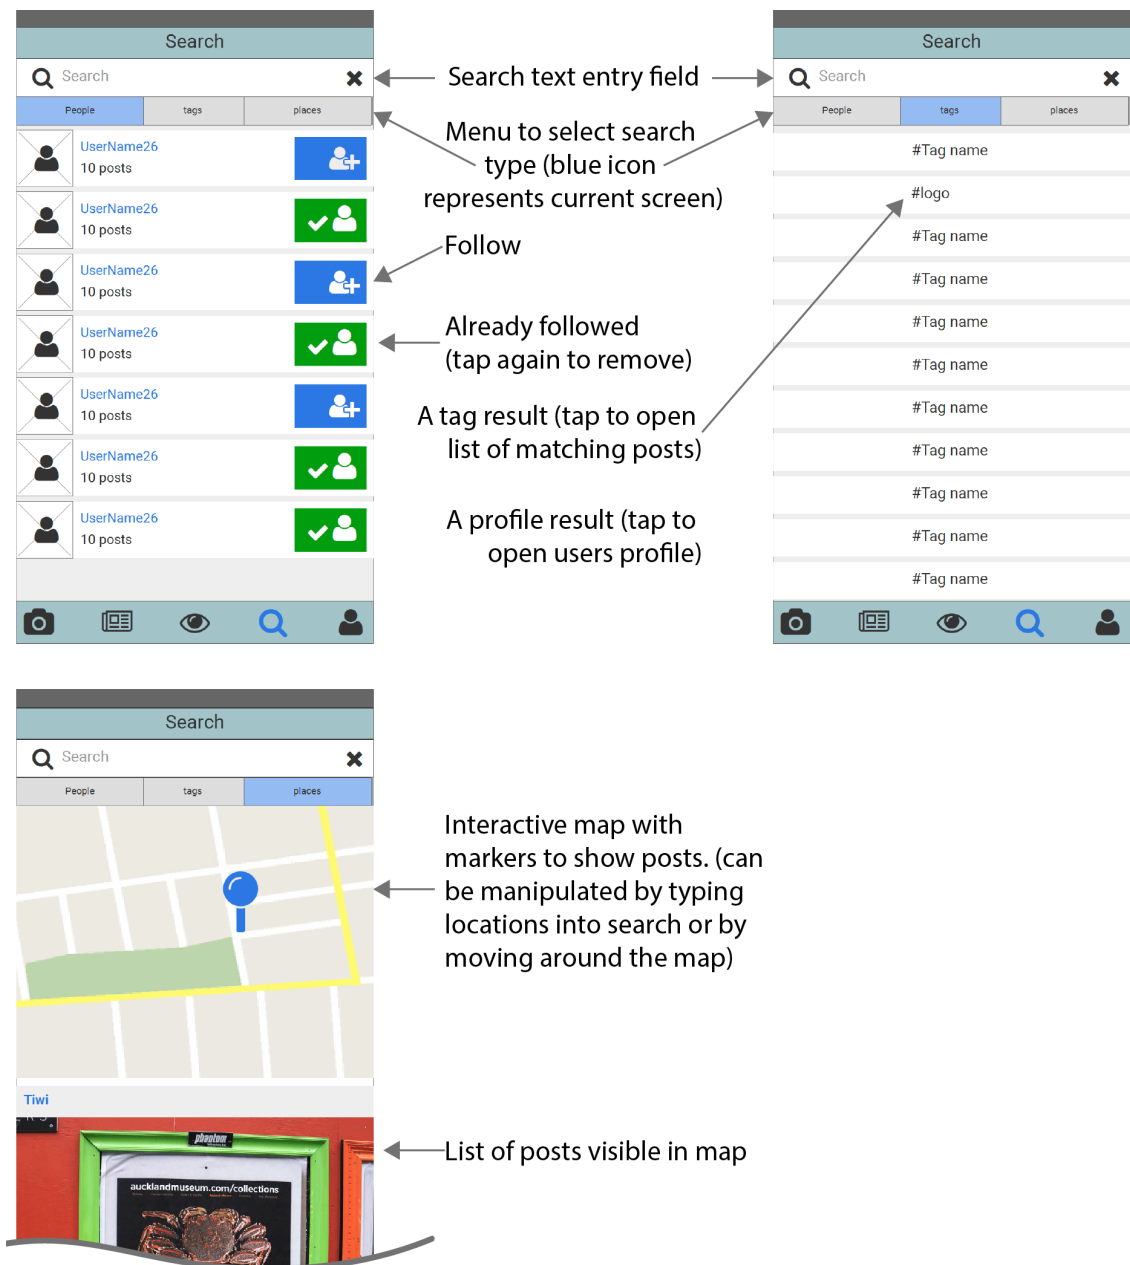 Search
Search
People tags places
UserName26
10 posts
UserName26
10 posts
UserName26
10 posts
UserName26
10 posts
UserName26
10 posts
UserName26
10 posts
UserName26
10 posts
Search text entry field
Menu to select search
type (blue icon
represents current screen)
Follow
Already followed
(tap again to remove)
A tag result (tap to open
list of matching posts)
A profile result (tap to
open users profile)
Search
Search
People tags places
#Tag name
#logo
#Tag name
#Tag name
#Tag name
#Tag name
#Tag name
#Tag name
#Tag name
#Tag name
#Tag name
Search
Search
People tags places
Interactive map with
markers to show posts. (can
be manipulated by typing
locations into search or by
moving around the map)
Tiwi
phantom
aucklandmuseum.com/collections
List of posts visible in map